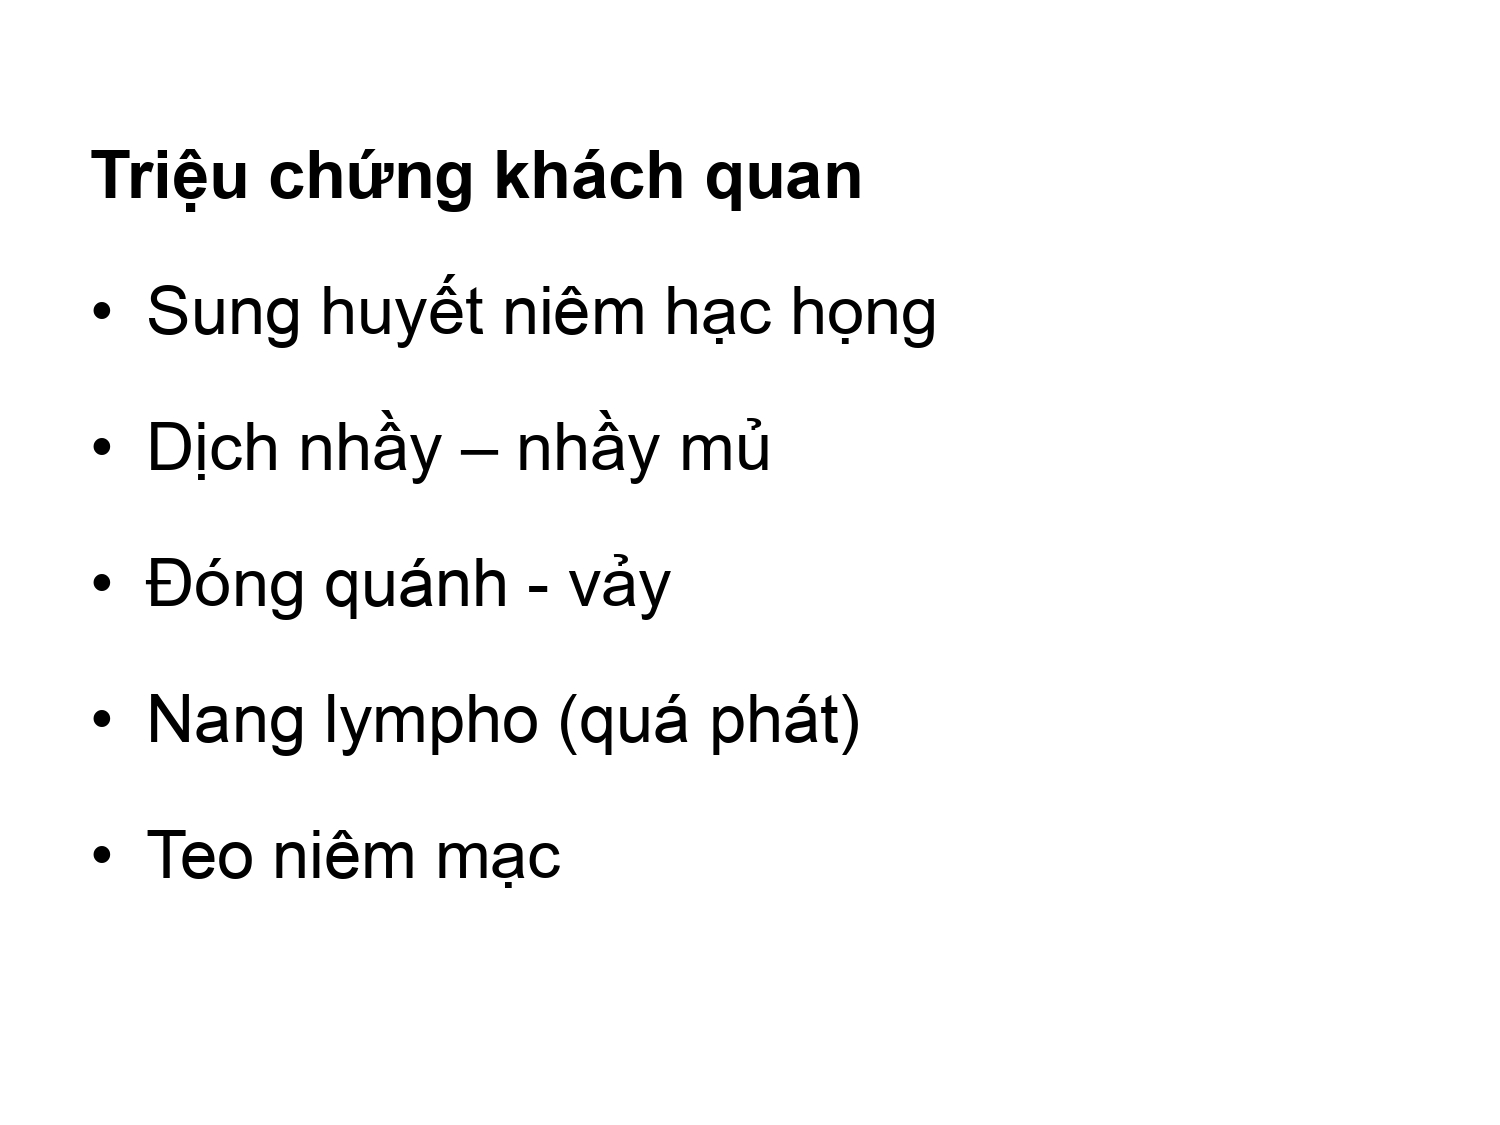 Triệu chứng khách quan
• Sung huyết niêm hạc họng
• Dịch nhầy – nhầy mủ
• Đóng quánh - vảy
• Nang lympho (quá phát)
• Teo niêm mạc